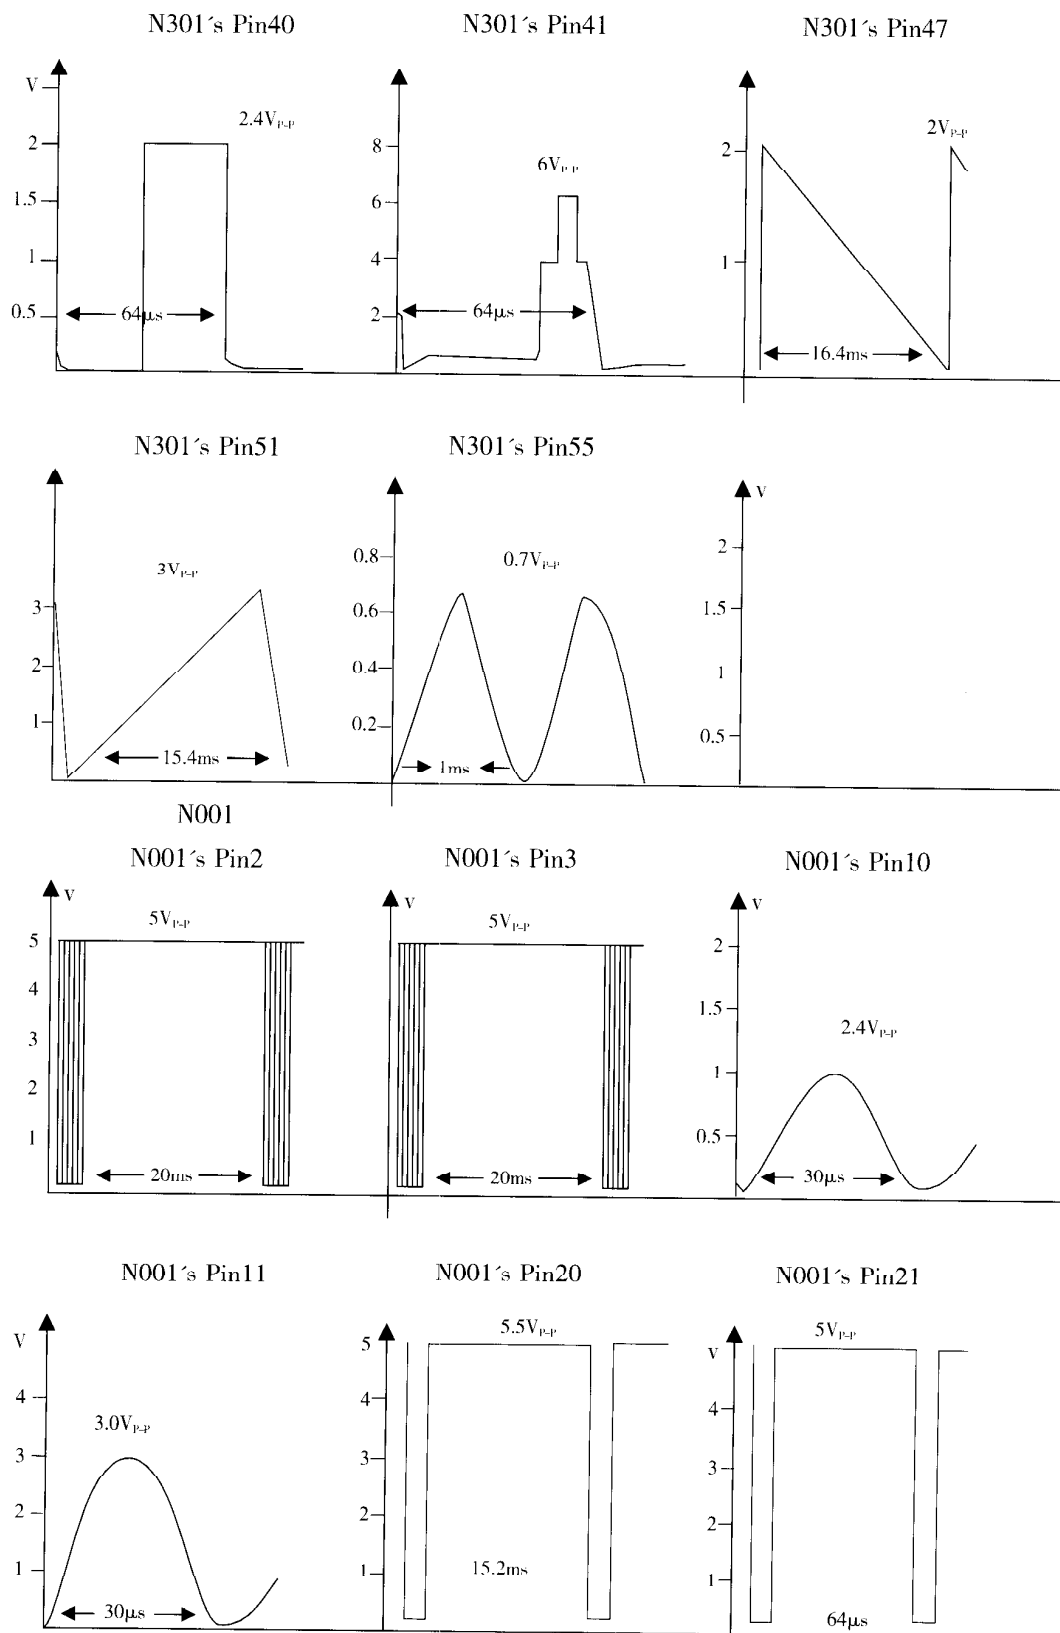 N301´s Pin40
N301´s Pin41
N301´s Pin47
V
2
1.5
1
0.5
2.4VP-P
64μs
8
6
4
2
6VP-P
64μs
2
1
2VP-P
16.4ms
N301´s Pin51
N301´s Pin55
3
2
1
3VP-P
15.4ms
0.8
0.6
0.4
0.2
0.7VP-P
1ms
V
2
1.5
1
0.5
N001
N001´s Pin2
N001´s Pin3
N001´s Pin10
V
5
4
3
2
1
5VP-P
20ms
V
5VP-P
20ms
V
2
1.5
1
0.5
2.4VP-P
30μs
N001´s Pin11
N001´s Pin20
N001´s Pin21
V
4
3
2
1
3.0VP-P
30μs
5
4
3
2
1
5.5VP-P
15.2ms
V
4
3
2
1
5VP-P
64μs